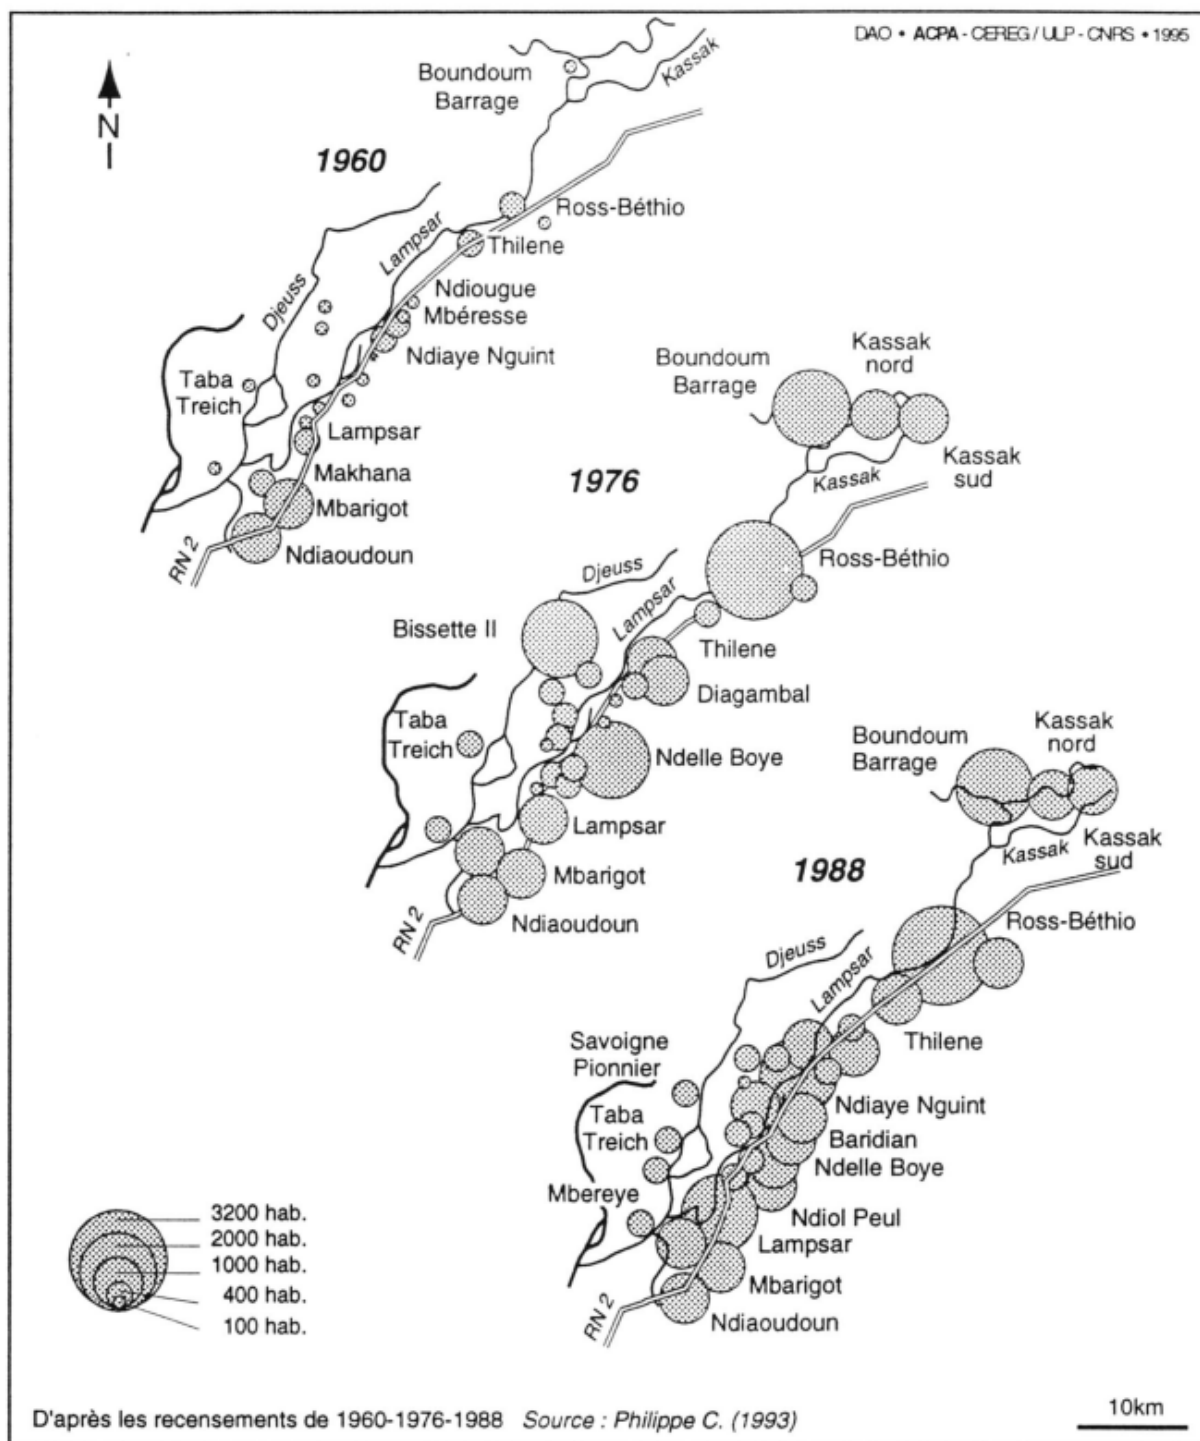 DAO • ACPA - CEREG / ULP - CNRS • 1995
N
1960
Boundoum
Barrage
Kassak
Ross-Béthio
Lampsar
Thilene
Djeuss
Ndiougue
Mbéresse
Ndiaye Nguint
Taba
Treich
Lampsar
Makhana
Mbarigot
Ndiaoudoun
RN 2
1976
Boundoum
Barrage
Kassak
nord
Kassak
sud
Kassak
Ross-Béthio
Djeuss
Lampsar
Bissette II
Thilene
Diagambal
Taba
Treich
Ndelle Boye
Lampsar
Mbarigot
Ndiaoudoun
RN 2
1988
Boundoum
Barrage
Kassak
nord
Kassak
sud
Kassak
Ross-Béthio
Djeuss
Lampsar
Thilene
Savoigne
Pionnier
Ndiaye Nguint
Taba
Treich
Baridian
Ndelle Boye
Mbereye
Ndiol Peul
Lampsar
Mbarigot
Ndiaoudoun
RN 2
3200 hab.
2000 hab.
1000 hab.
400 hab.
100 hab.
D'après les recensements de 1960-1976-1988 Source : Philippe C. (1993)
10km